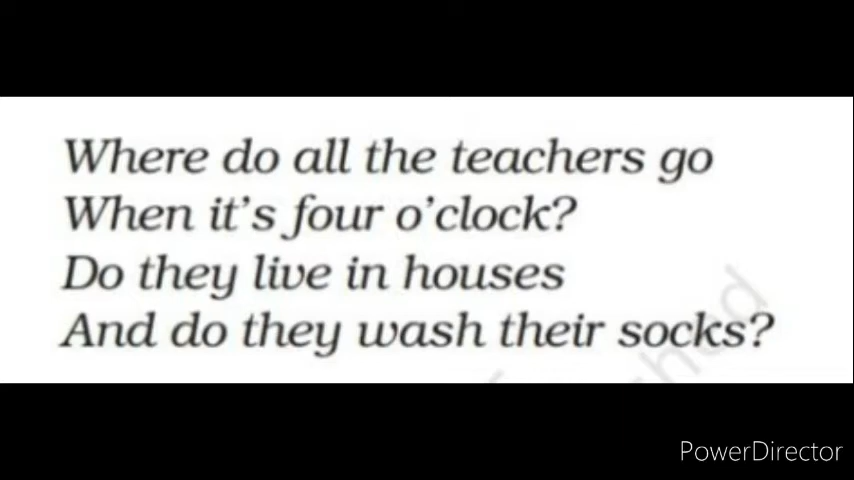 Where do all the teachers go
When it's four o'clock?
Do they live in houses
And do they wash their socks?
PowerDirector